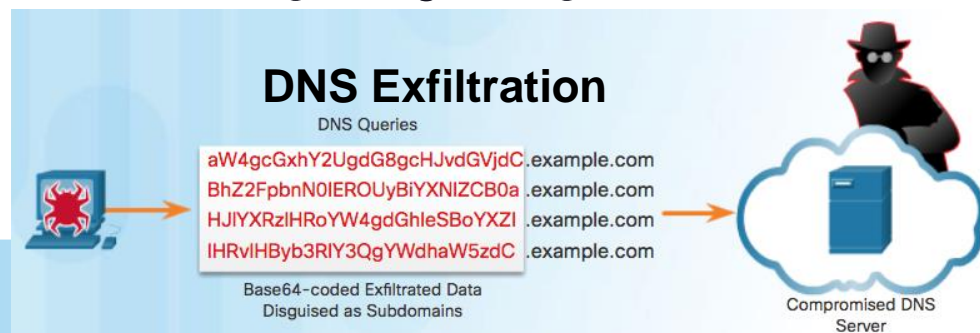 DNS Exfiltration
DNS Queries
aW4gcGxhY2UgdG8gcHJvdGVjdC.example.com
BhZ2FpbnN0IEROUyBiYXNlZCB0a.example.com
HJlYXRzIHRoYW4gdGhleSBoYXZl.example.com
IHRvIHByb3RlY3QgYWdhaW5zdC.example.com
Base64-coded Exfiltrated Data
Disguised as Subdomains
Compromised DNS
Server